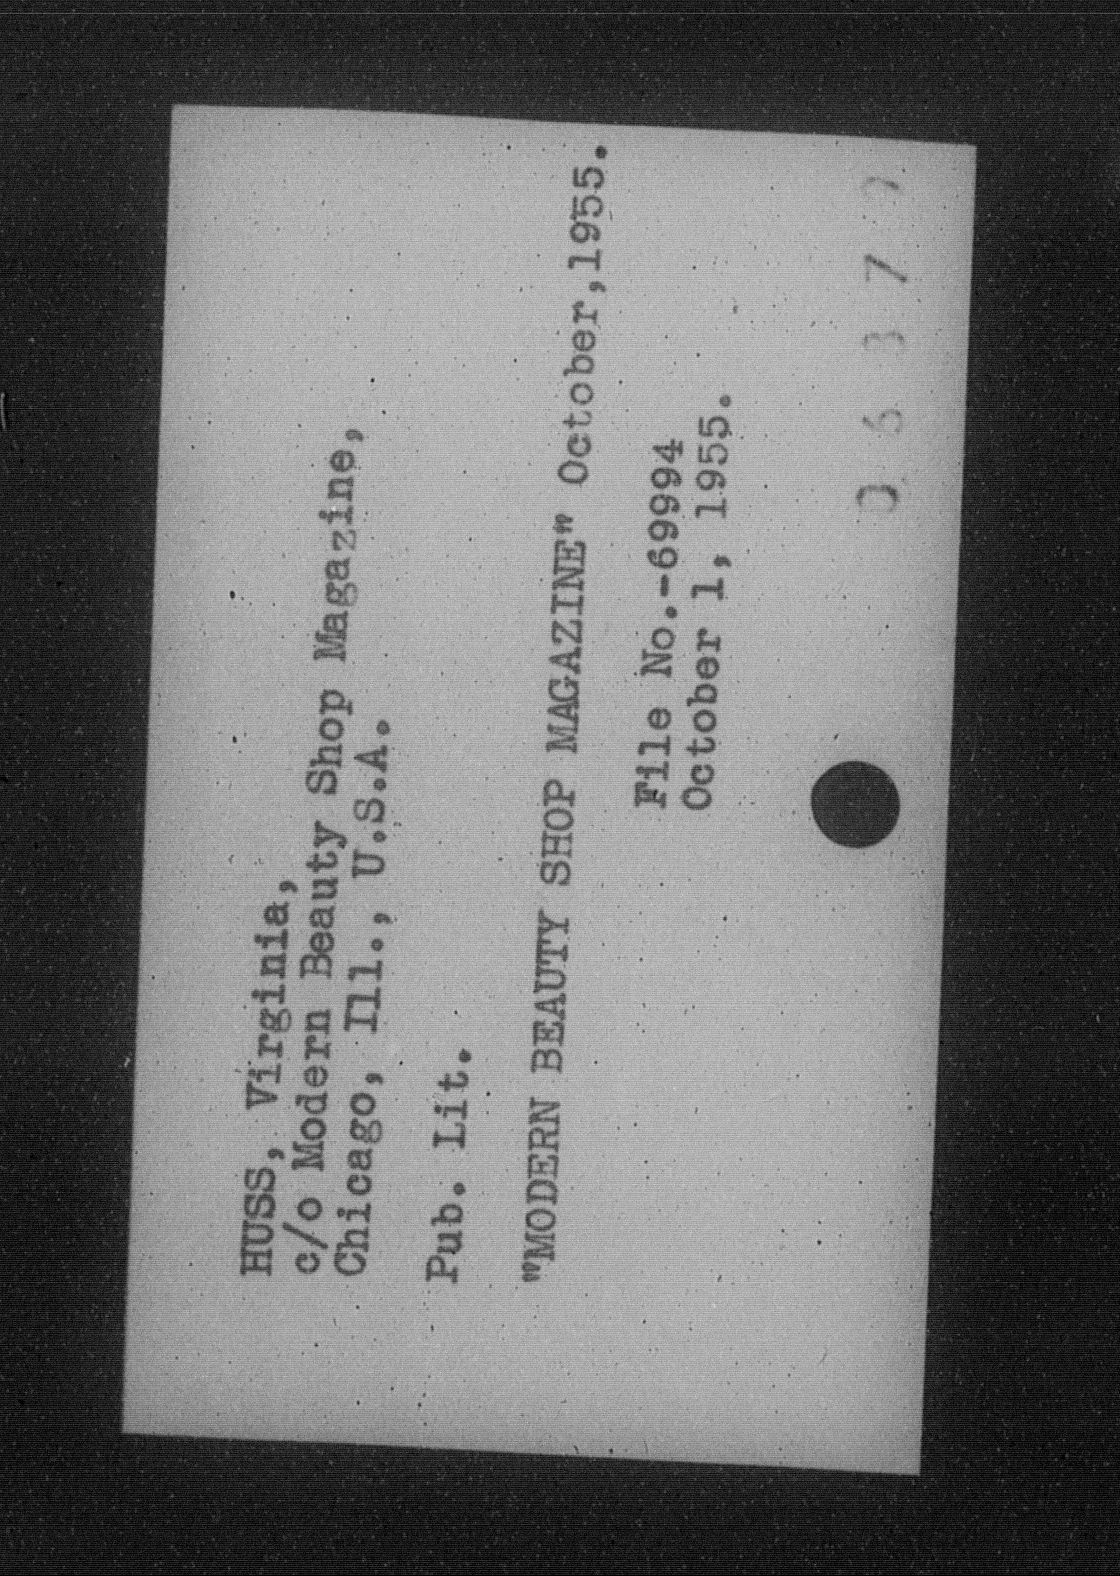 HUSS, Virginia,
c/o Modern Beauty Shop Magazine,
Chicago, Ill., U.S.A.
Pub. Lit.
"MODERN BEAUTY SHOP MAGAZINE" October,1955.
File No.-69994
October 1, 1955.